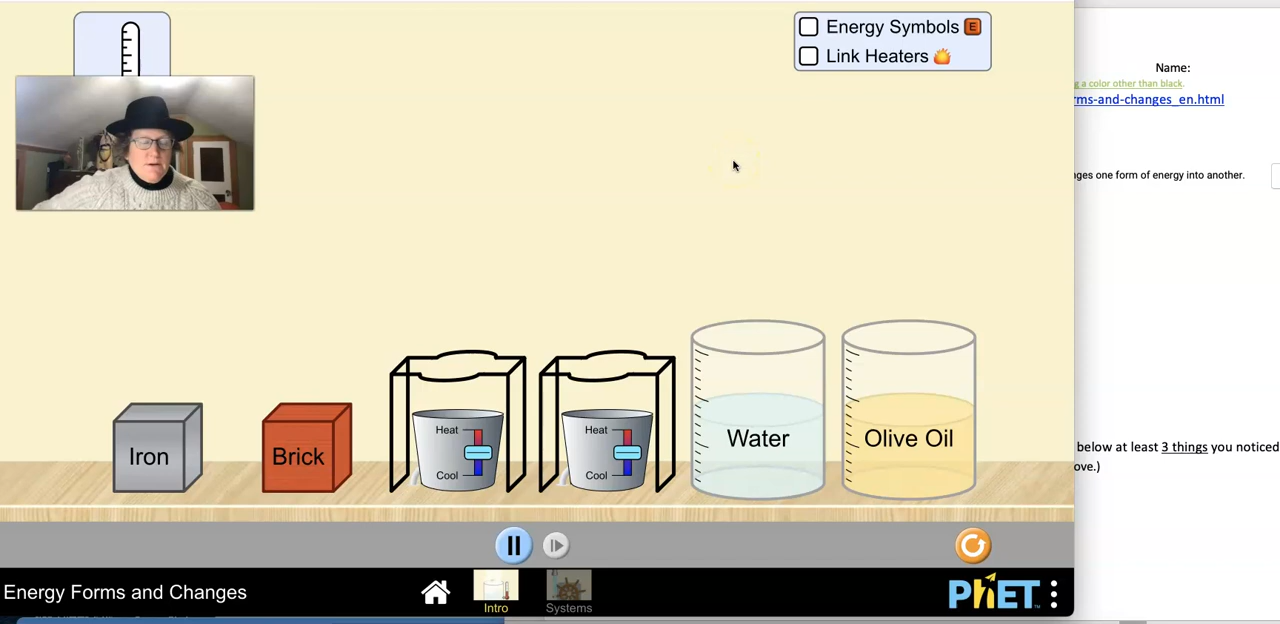 Energy Symbols E
Link Heaters
Name:
g a color other than black.
rms-and-changes_en.html
nges one form of energy into another.
Heat
Cool
Heat
Cool
Iron
Brick
Water
Olive Oil
below at least 3 things you noticed
ove.)
Energy Forms and Changes
Intro
Systems
PhET